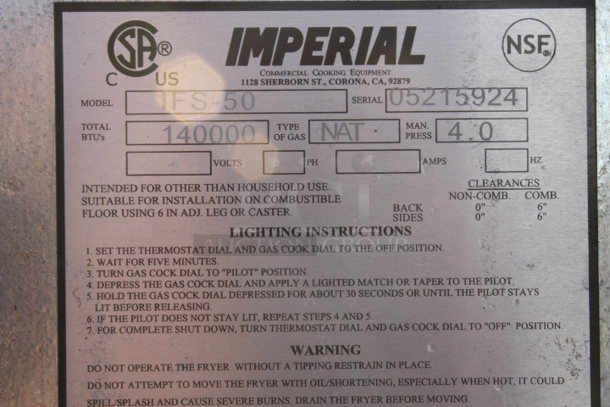 SA®
C US
IMPERIAL
COMMERCIAL COOKING EQUIPMENT
1128 SHERBORN ST., CORONA, CA, 92879
NSF®
MODEL IFS-50 SERIAL 05215924
TOTAL BTU's 140000 TYPE OF GAS NAT MAN. PRESS 4.0
VOLTS PH AMPS HZ
INTENDED FOR OTHER THAN HOUSEHOLD USE.
SUITABLE FOR INSTALLATION ON COMBUSTIBLE
FLOOR USING 6 IN ADJ. LEG OR CASTER.
CLEARANCES
NON-COMB. COMB.
BACK 0" 6"
SIDES 0" 6"
LIGHTING INSTRUCTIONS
1. SET THE THERMOSTAT DIAL AND GAS COOK DIAL TO THE OFF POSITION.
2. WAIT FOR FIVE MINUTES.
3. TURN GAS COCK DIAL TO "PILOT" POSITION.
4. DEPRESS THE GAS COCK DIAL AND APPLY A LIGHTED MATCH OR TAPER TO THE PILOT.
5. HOLD THE GAS COCK DIAL DEPRESSED FOR ABOUT 30 SECONDS OR UNTIL THE PILOT STAYS
LIT BEFORE RELEASING.
6. IF THE PILOT DOES NOT STAY LIT, REPEAT STEPS 4 AND 5.
7. FOR COMPLETE SHUT DOWN, TURN THERMOSTAT DIAL AND GAS COCK DIAL TO "OFF" POSITION
WARNING
DO NOT OPERATE THE FRYER WITHOUT A TIPPING RESTRAIN IN PLACE.
DO NOT ATTEMPT TO MOVE THE FRYER WITH OIL/SHORTENING, ESPECIALLY WHEN HOT, IT COULD
SPILL/SPLASH AND CAUSE SEVERE BURNS. DRAIN THE FRYER BEFORE MOVING